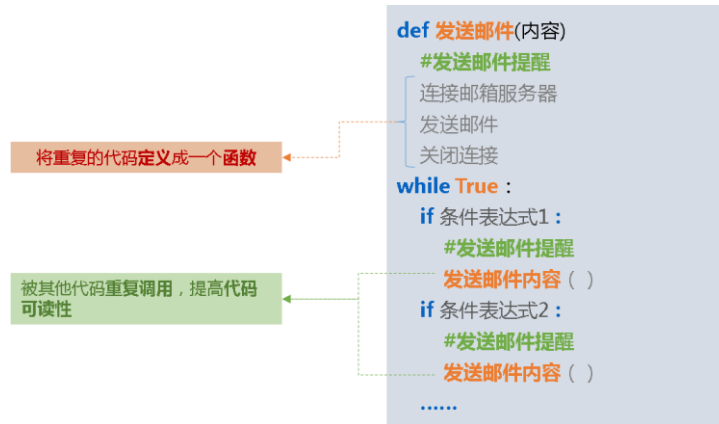 def 发送邮件(内容)
#发送邮件提醒
连接邮箱服务器
发送邮件
关闭连接
将重复的代码定义成一个函数
while True：
if 条件表达式1：
#发送邮件提醒
发送邮件内容（ ）
被其他代码重复调用，提高代码
可读性
if 条件表达式2：
#发送邮件提醒
发送邮件内容（ ）
……